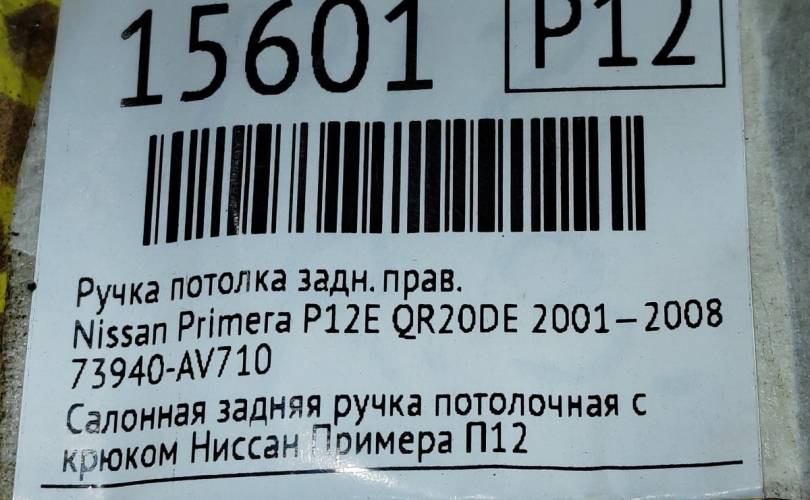 15601 P12
Ручка потолка задн. прав.
Nissan Primera P12E QR20DE 2001–2008
73940-AV710
Салонная задняя ручка потолочная с
крюком Ниссан Примера П12